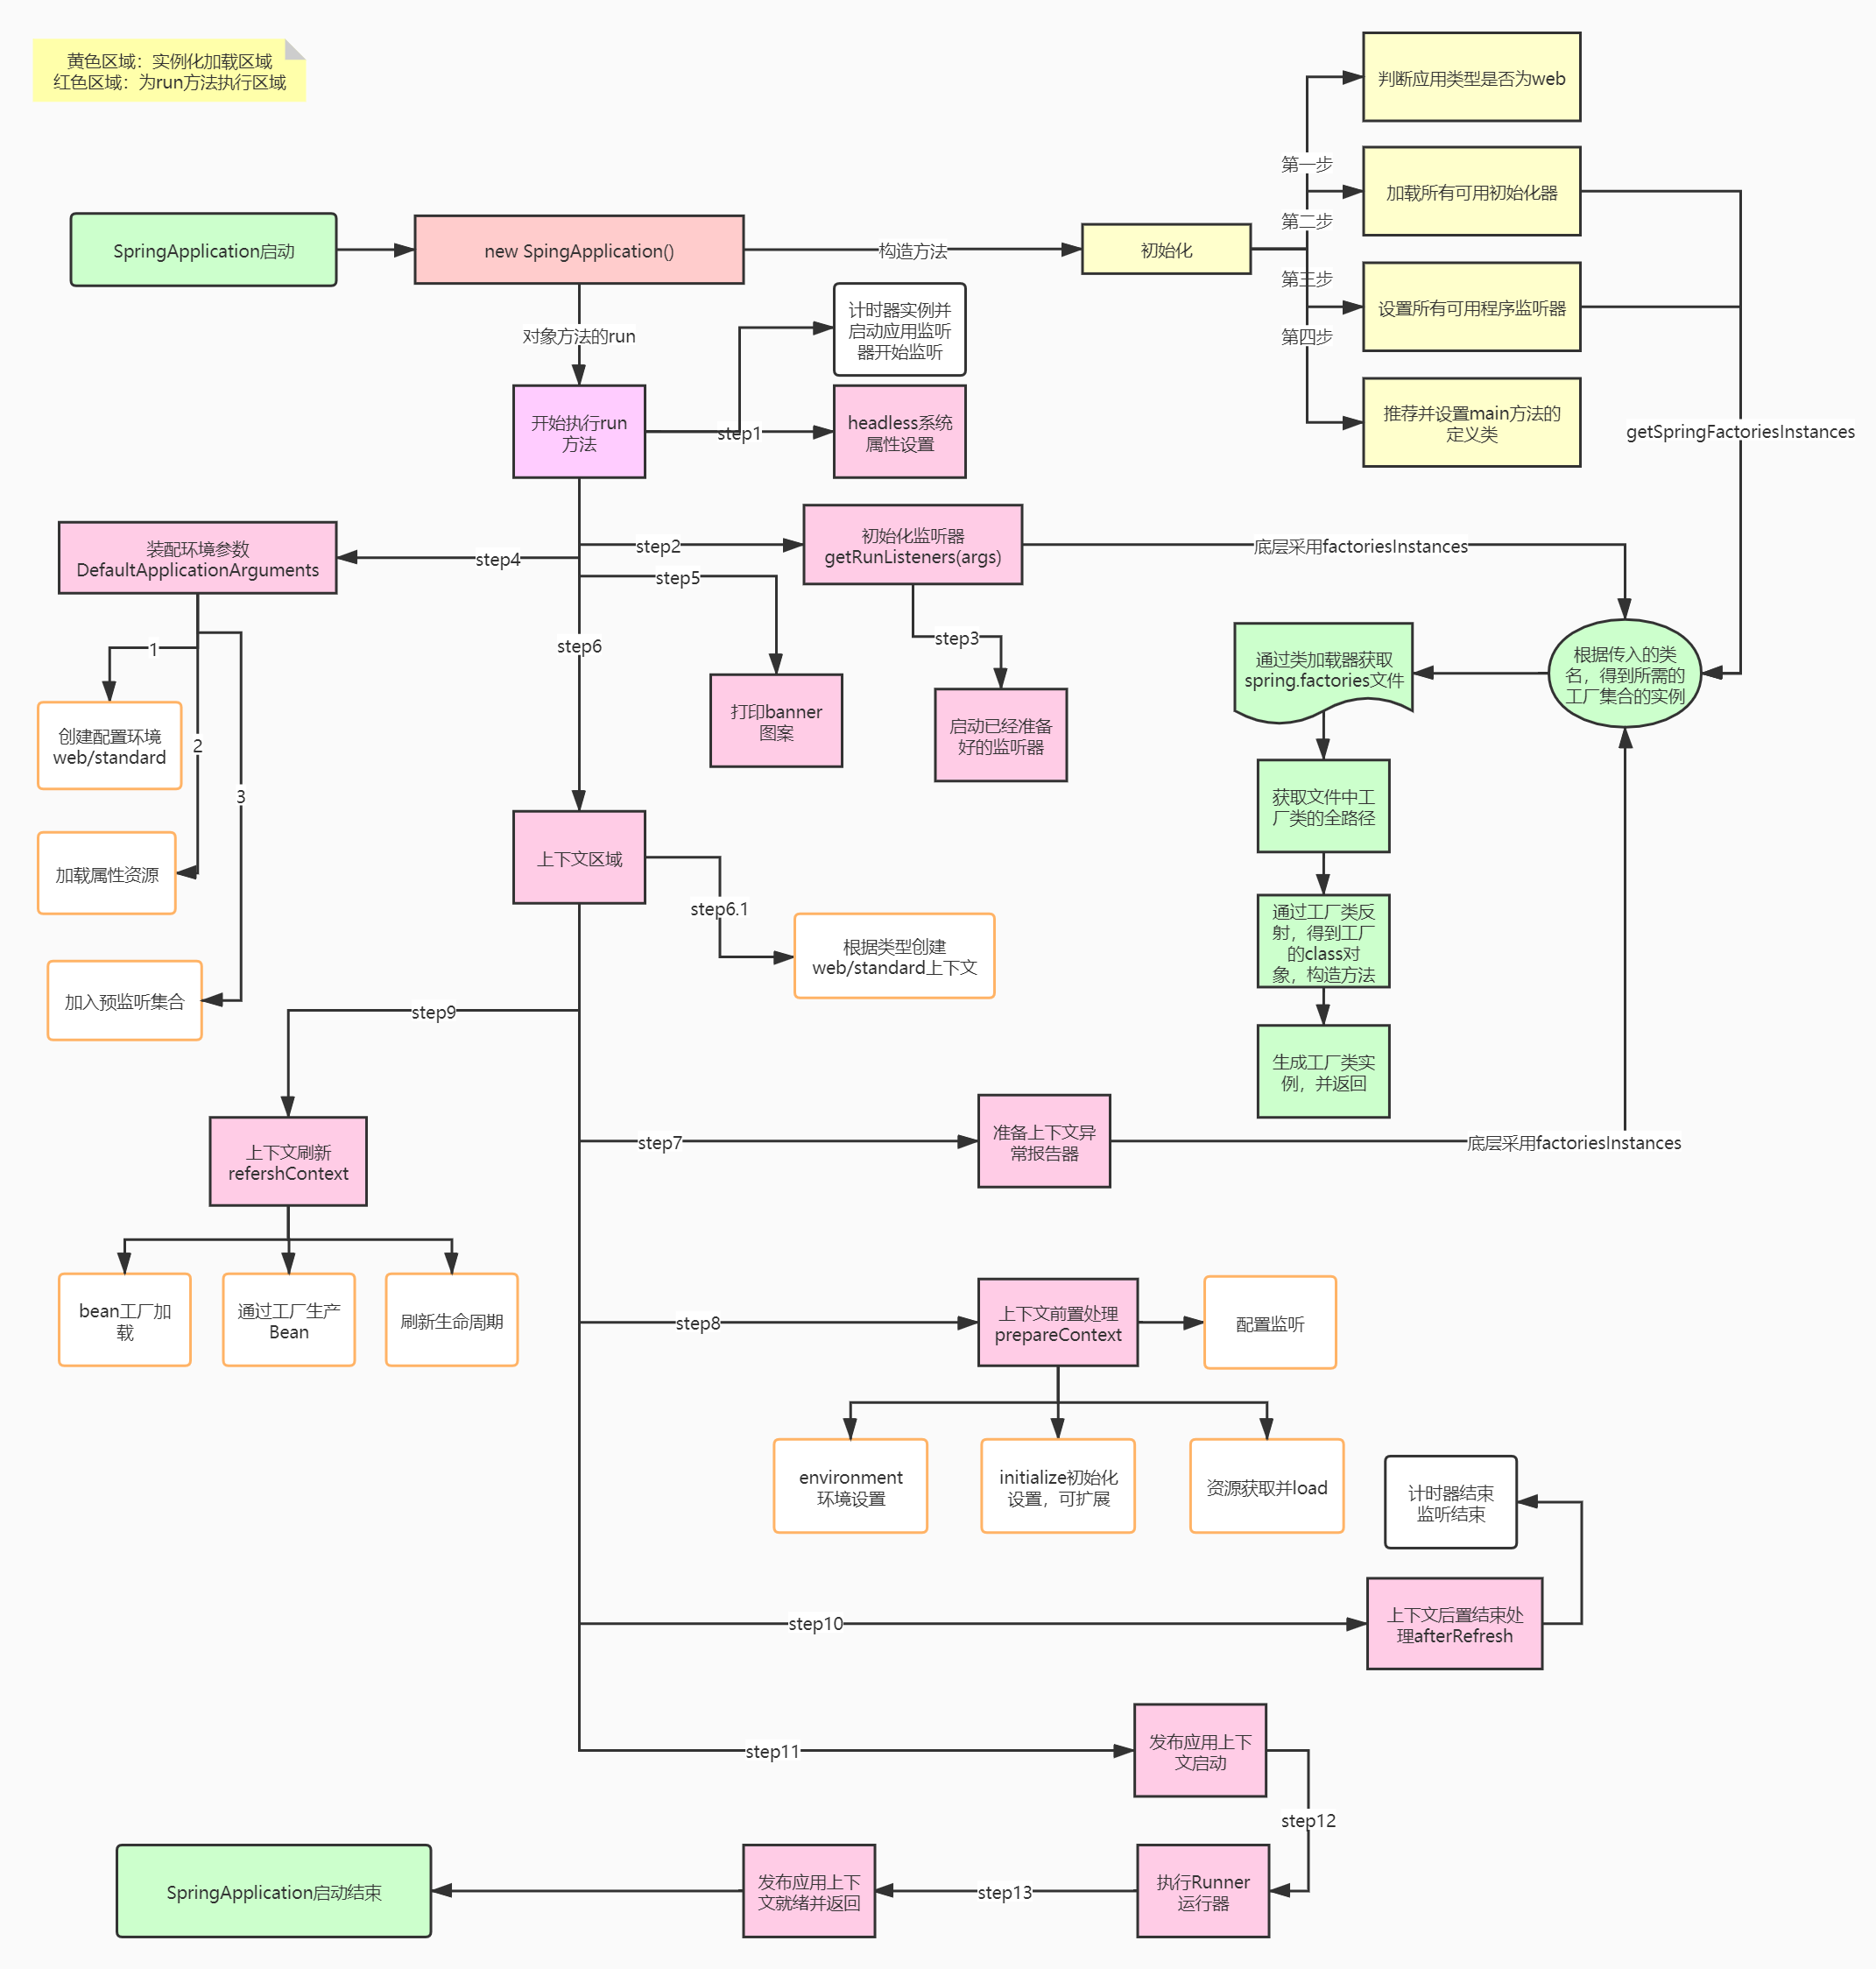 黄色区域：实例化加载区域
红色区域：为run方法执行区域
判断应用类型是否为web
第一步
加载所有可用初始化器
第二步
SpringApplication启动
new SpingApplication()
构造方法
初始化
第三步
设置所有可用程序监听器
第四步
推荐并设置main方法的
定义类
getSpringFactoriesInstances
对象方法的run
计时器实例并
启动应用监听
器开始监听
开始执行run
方法
step1
headless系统
属性设置
装配环境参数
DefaultApplicationArguments
step4
step2
初始化监听器
getRunListeners(args)
底层采用factoriesInstances
step5
step6
step3
1
创建配置环境
web/standard
2
3
加载属性资源
加入预监听集合
打印banner
图案
启动已经准备
好的监听器
通过类加载器获取
spring.factories文件
根据传入的类
名，得到所需的
工厂集合的实例
获取文件中工
厂类的全路径
通过工厂类反
射，得到工厂
的class对
象，构造方法
生成工厂类实
例，并返回
上下文区域
step6.1
根据类型创建
web/standard上下文
step9
上下文刷新
refershContext
bean工厂加
载
通过工厂生产
Bean
刷新生命周期
step7
准备上下文异
常报告器
底层采用factoriesInstances
step8
上下文前置处理
prepareContext
配置监听
environment
环境设置
initialize初始化
设置，可扩展
资源获取并load
计时器结束
监听结束
step10
上下文后置结束处
理afterRefresh
step11
发布应用上下
文启动
step12
执行Runner
运行器
step13
发布应用上下
文就绪并返回
SpringApplication启动结束